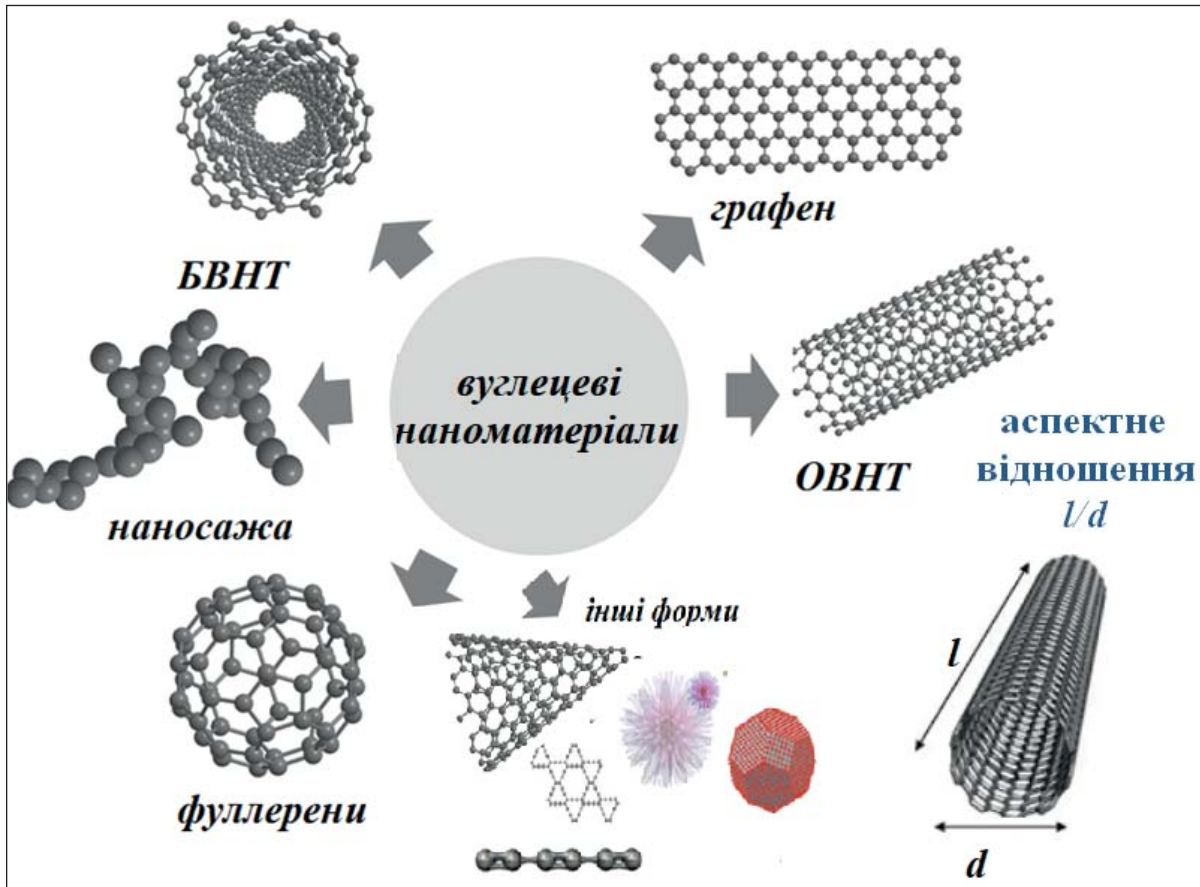 БВНТ
графен
вуглецеві
наноматеріали
ОВНТ
аспектне
відношення
l/d
наносажа
інші форми
фуллерени
l
d